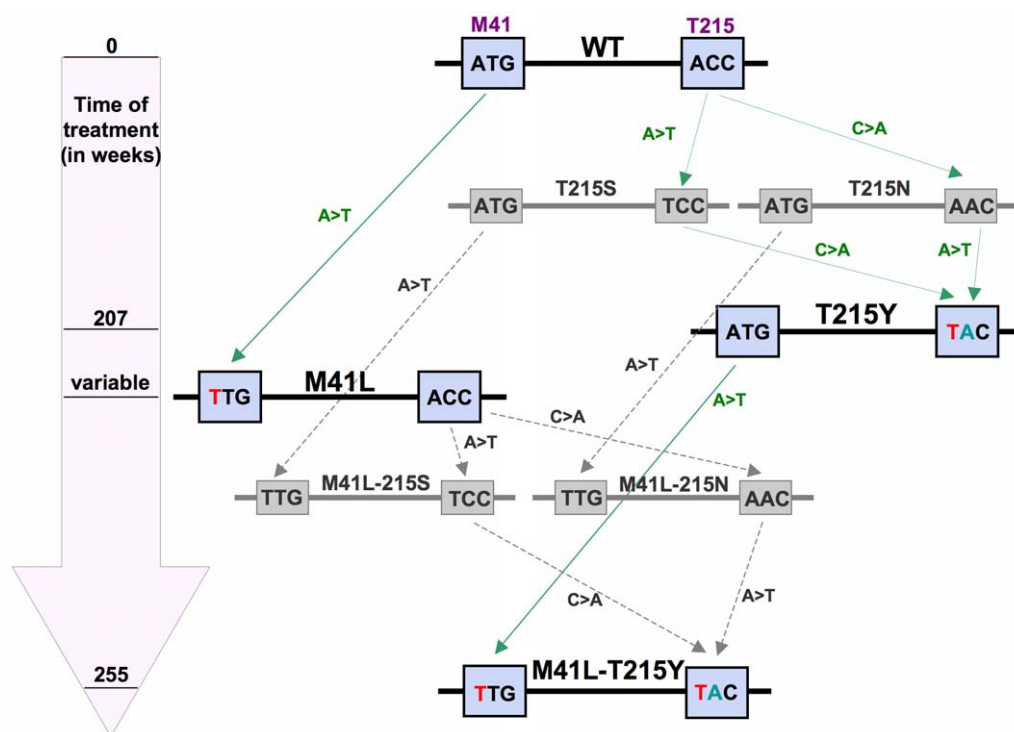 M41
T215
0
WT
ATG
ACC
Time of
treatment
(in weeks)
A>T
C>A
A>T
T215S
T215N
ATG
TCC
ATG
AAC
C>A
A>T
A>T
207
T215Y
ATG
TAC
A>T
variable
M41L
TTG
ACC
A>T
C>A
A>T
M41L-215S
M41L-215N
TTG
TCC
TTG
AAC
C>A
A>T
255
M41L-T215Y
TTG
TAC